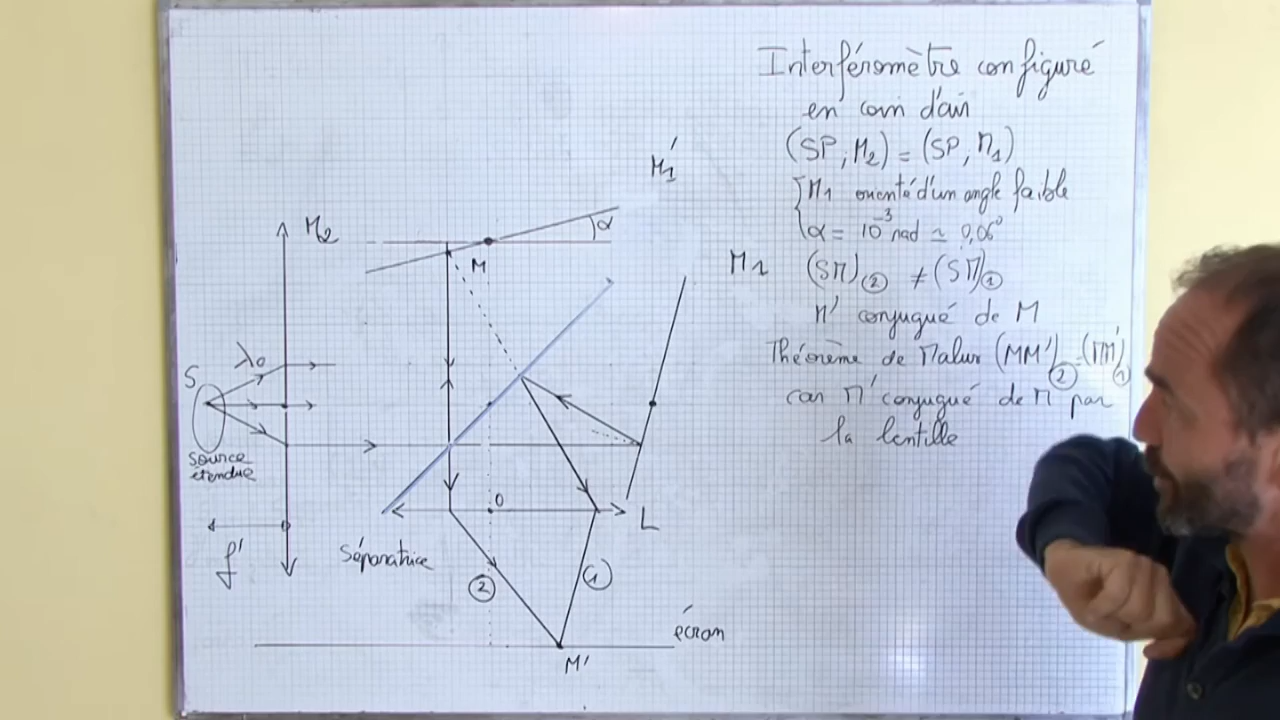 Interféromètre configuré
en coin d'air
(SP, M₂) = (SP, M₁)
M₁ orienté d'un angle faible
α = 10⁻³ rad ≃ 0,06°
(SM)② ≠ (SM)①
M' conjugué de M
Théorème de Malus (MM')② = (MM')①
car M' conjugué de M par
la lentille
M'₁
M₂
α
M
M₁
λ₀
S
source
étendue
O
L
f'
Séparatrice
②
①
écran
M'